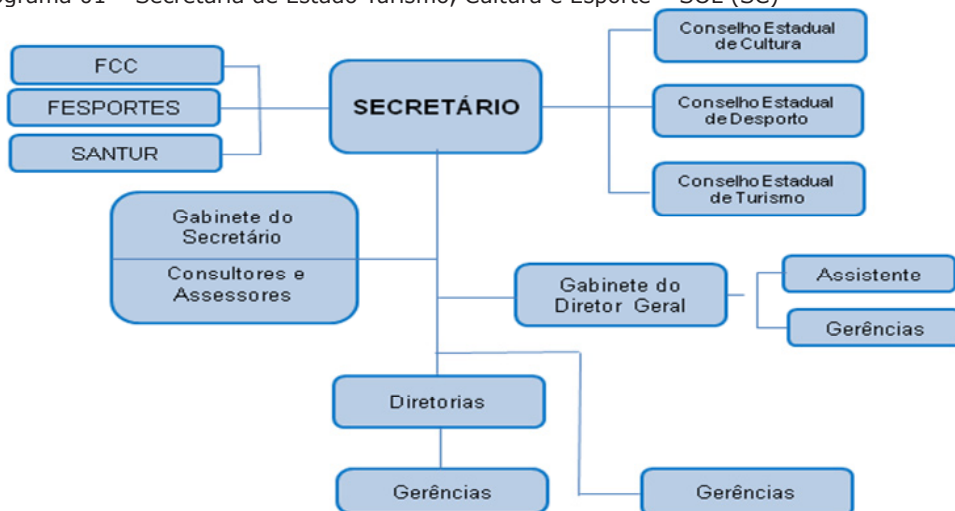 ograma 01 – Secretaria de Estado Turismo, Cultura e Esporte – SOL (SC)
FCC
FESPORTES
SANTUR
SECRETÁRIO
Conselho Estadual
de Cultura
Conselho Estadual
de Desporto
Conselho Estadual
de Turismo
Gabinete do
Secretário
Consultores e
Assessores
Gabinete do
Diretor Geral
Assistente
Gerências
Diretorias
Gerências
Gerências